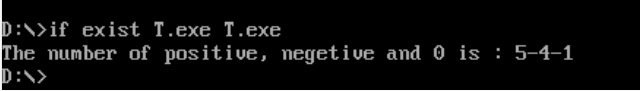 D:\>if exist T.exe T.exe
The number of positive, negetive and 0 is : 5-4-1
D:\>